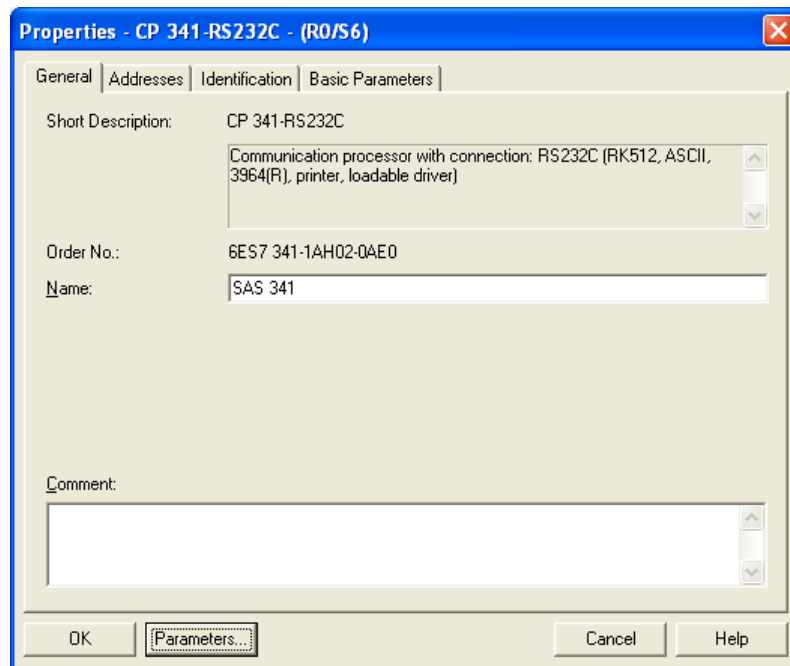 Properties - CP 341-RS232C - (R0/S6)
General Addresses Identification Basic Parameters
Short Description: CP 341-RS232C
Communication processor with connection: RS232C (RK512, ASCII,
3964(R), printer, loadable driver)
Order No.: 6ES7 341-1AH02-0AE0
Name: SAS 341
Comment:
OK Parameters... Cancel Help